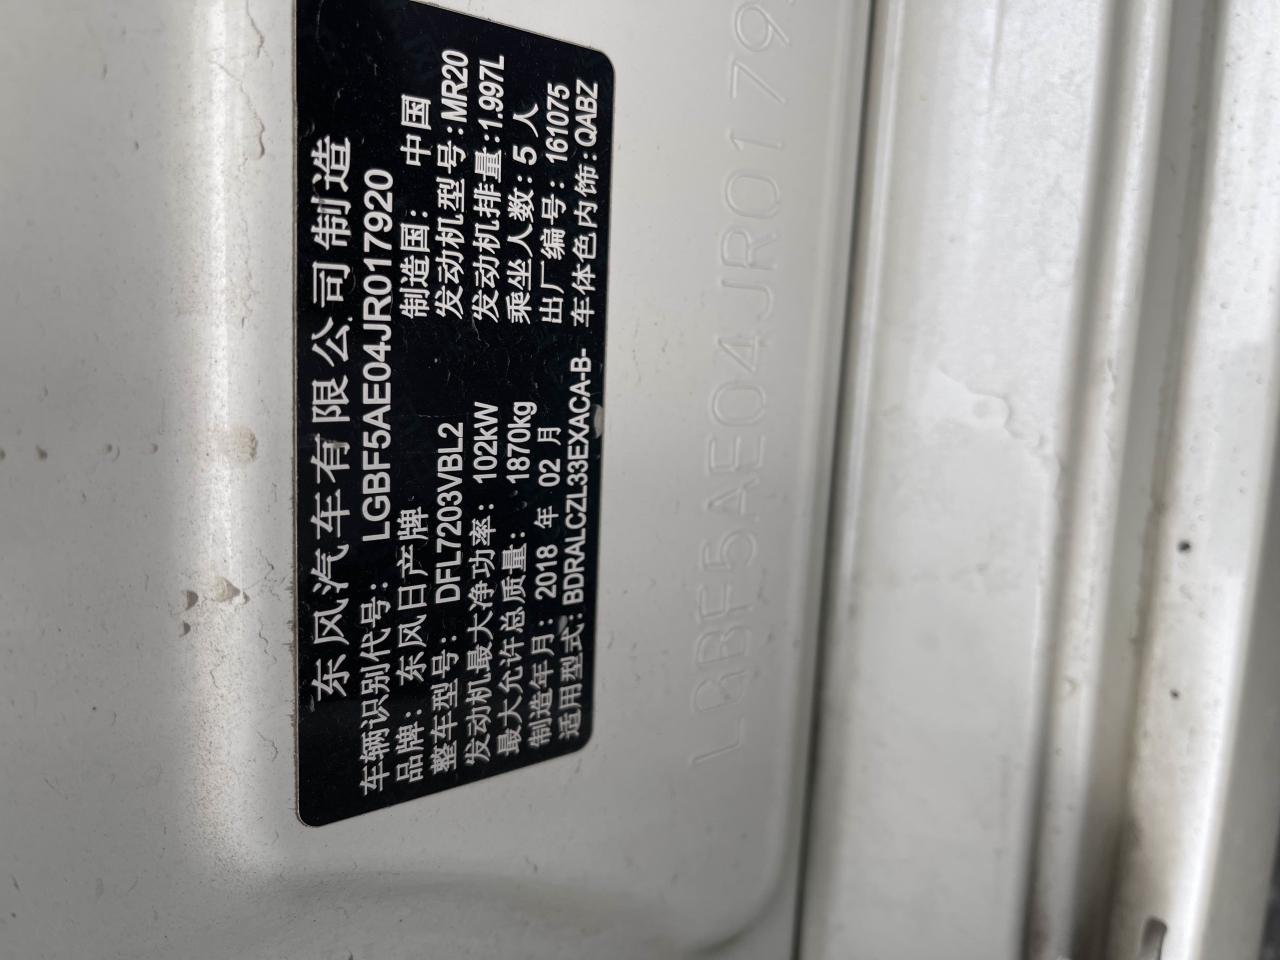 东风汽车有限公司制造
车辆识别代号: LGBF5AE04JR017920
品牌: 东风日产牌 制造国: 中国
整车型号: DFL7203VBL2 发动机型号:MR20
发动机最大净功率: 102kW 发动机排量:1.997L
最大允许总质量: 1870kg 乘坐人数:5 人
制造年月: 2018 年 02 月 出厂编号: 161075
适用型式:BDRALCZL33EXACA-B- 车体色内饰:QABZ
LGBF5AE04JR0179